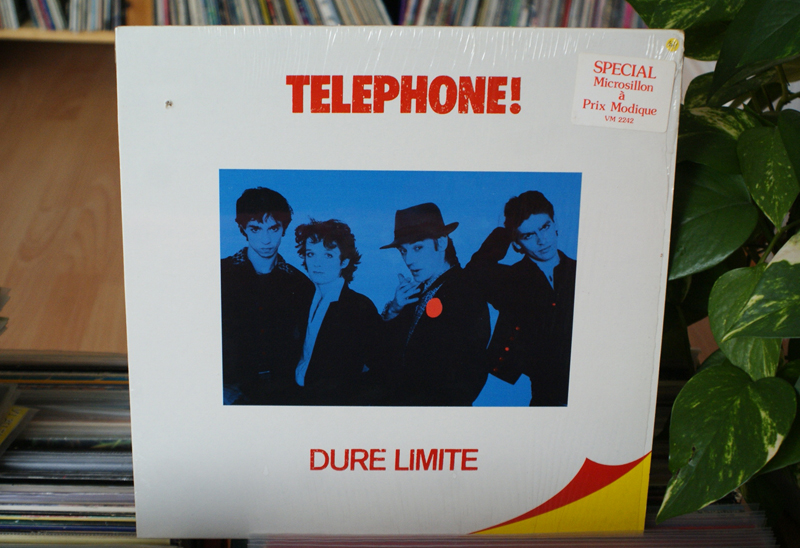 TELEPHONE!
SPECIAL
Microsillon
à
Prix Modique
VM 2242
DURE LIMITE